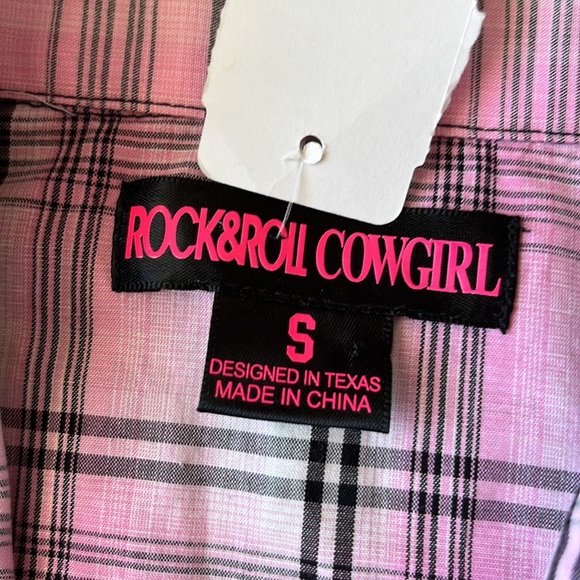 ROCK&ROLL COWGIRL
S
DESIGNED IN TEXAS
MADE IN CHINA